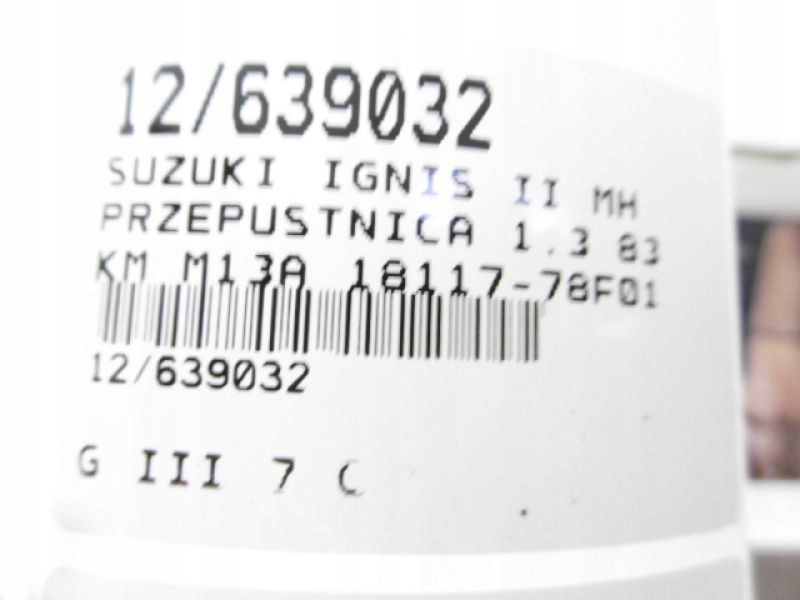 12/639032
SUZUKI IGNIS II MH
PRZEPUSTNICA 1.3 83
KM M13A 18117-78F01
12/639032
G III 7 C